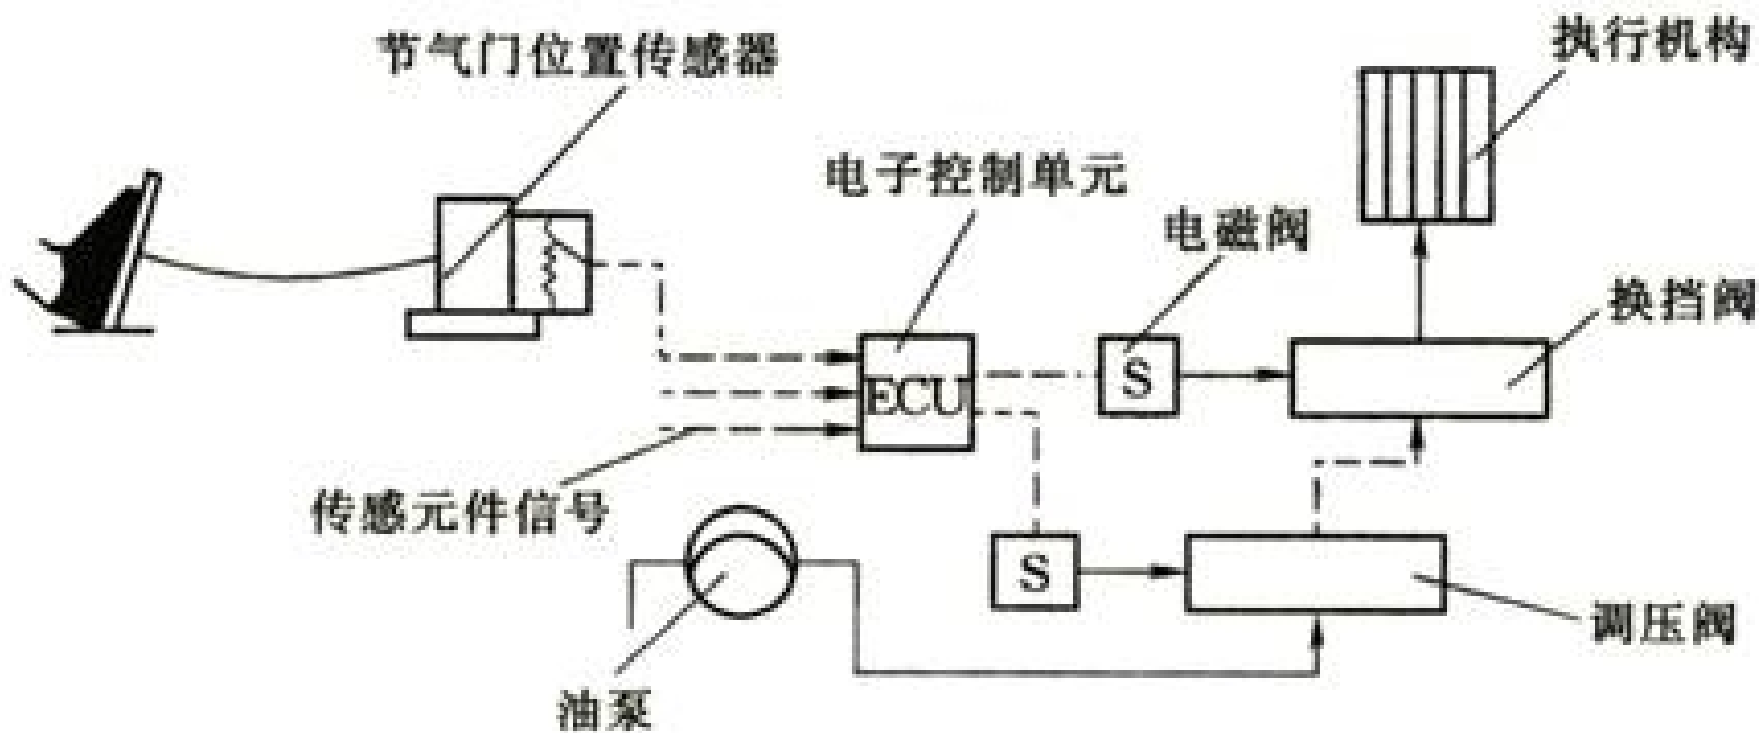 节气门位置传感器
执行机构
电子控制单元
电磁阀
换挡阀
S
ECU
传感元件信号
S
调压阀
油泵